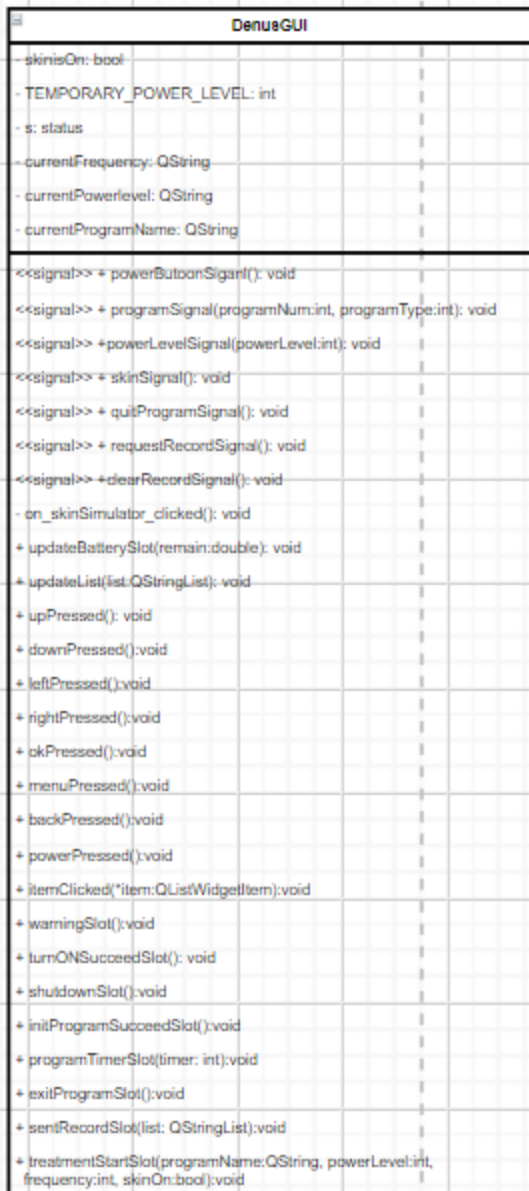 DenusGUI
- skinisOn: bool
- TEMPORARY_POWER_LEVEL: int
- s: status
- currentFrequency: QString
- currentPowerlevel: QString
- currentProgramName: QString
<<signal>> + powerButoonSiganl(): void
<<signal>> + programSignal(programNum:int, programType:int): void
<<signal>> +powerLevelSignal(powerLevel:int): void
<<signal>> + skinSignal(): void
<<signal>> + quitProgramSignal(): void
<<signal>> + requestRecordSignal(): void
<<signal>> +clearRecordSignal(): void
- on_skinSimulator_clicked(): void
+ updateBatterySlot(remain:double): void
+ updateList(list:QStringList): void
+ upPressed(): void
+ downPressed():void
+ leftPressed():void
+ rightPressed():void
+ okPressed():void
+ menuPressed():void
+ backPressed():void
+ powerPressed():void
+ itemClicked(*item:QListWidgetItem):void
+ warningSlot():void
+ turnONSucceedSlot(): void
+ shutdownSlot():void
+ initProgramSucceedSlot():void
+ programTimerSlot(timer: int):void
+ exitProgramSlot():void
+ sentRecordSlot(list: QStringList):void
+ treatmentStartSlot(programName:QString, powerLevel:int,
frequency:int, skinOn:bool):void